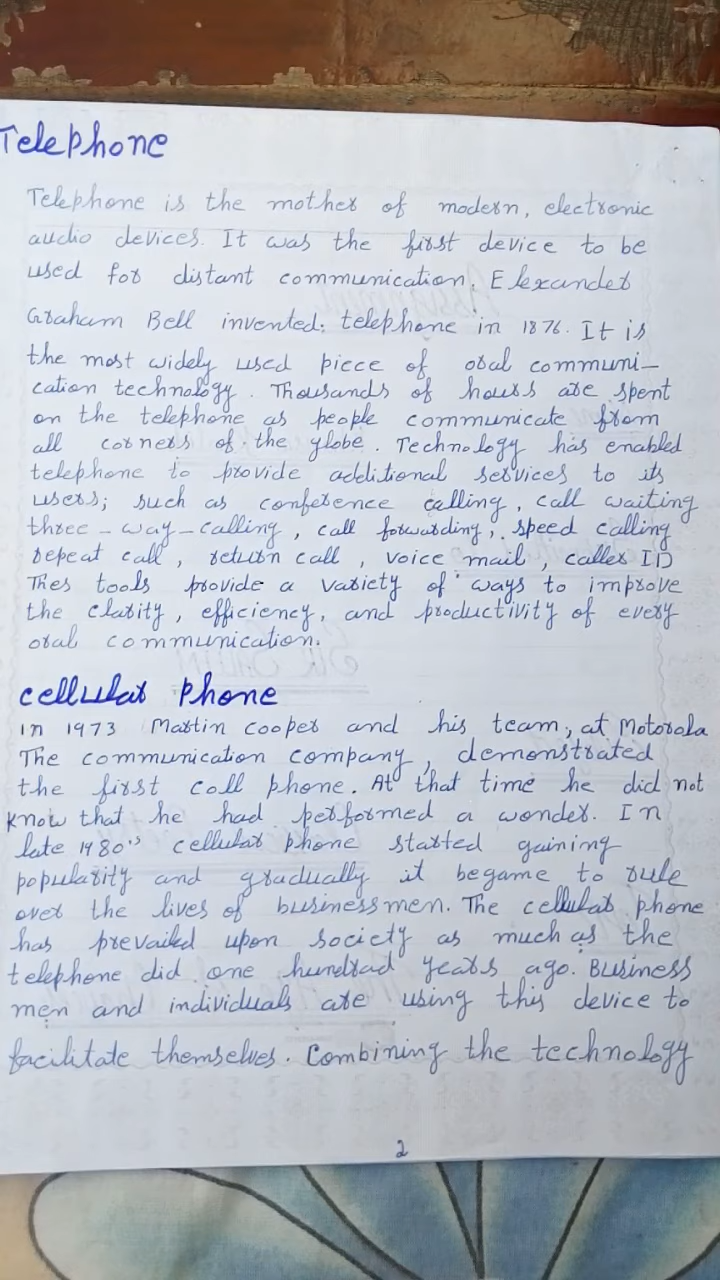 Telephone
Telephone is the mother of modern, electronic
audio devices. It was the first device to be
used for distant communication. Elexander
Graham Bell invented. telephone in 1876. It is
the most widely used piece of oral communi-
cation technology. Thousands of hours are spent
on the telephone as people communicate from
all corners of the globe. Technology has enabled
telephone to provide additional services to its
users; such as conference calling, call waiting
three-way-calling, call forwarding, speed calling
repeat call, return call, voice mail, caller ID
Thes tools provide a variety of ways to improve
the clarity, efficiency, and productivity of every
oral communication.
cellular phone
in 1973 Martin cooper and his team, at Motorola
The communication company, demonstrated
the first coll phone. At that time he did not
know that he had performed a wonder. In
late 1980's cellular phone started gaining
popularity and gradually it begame to rule
over the lives of businessmen. The cellular phone
has prevailed upon society as much as the
telephone did one hundrad years ago. Business
men and individuals are using this device to
facilitate themselves. Combining the technology
2